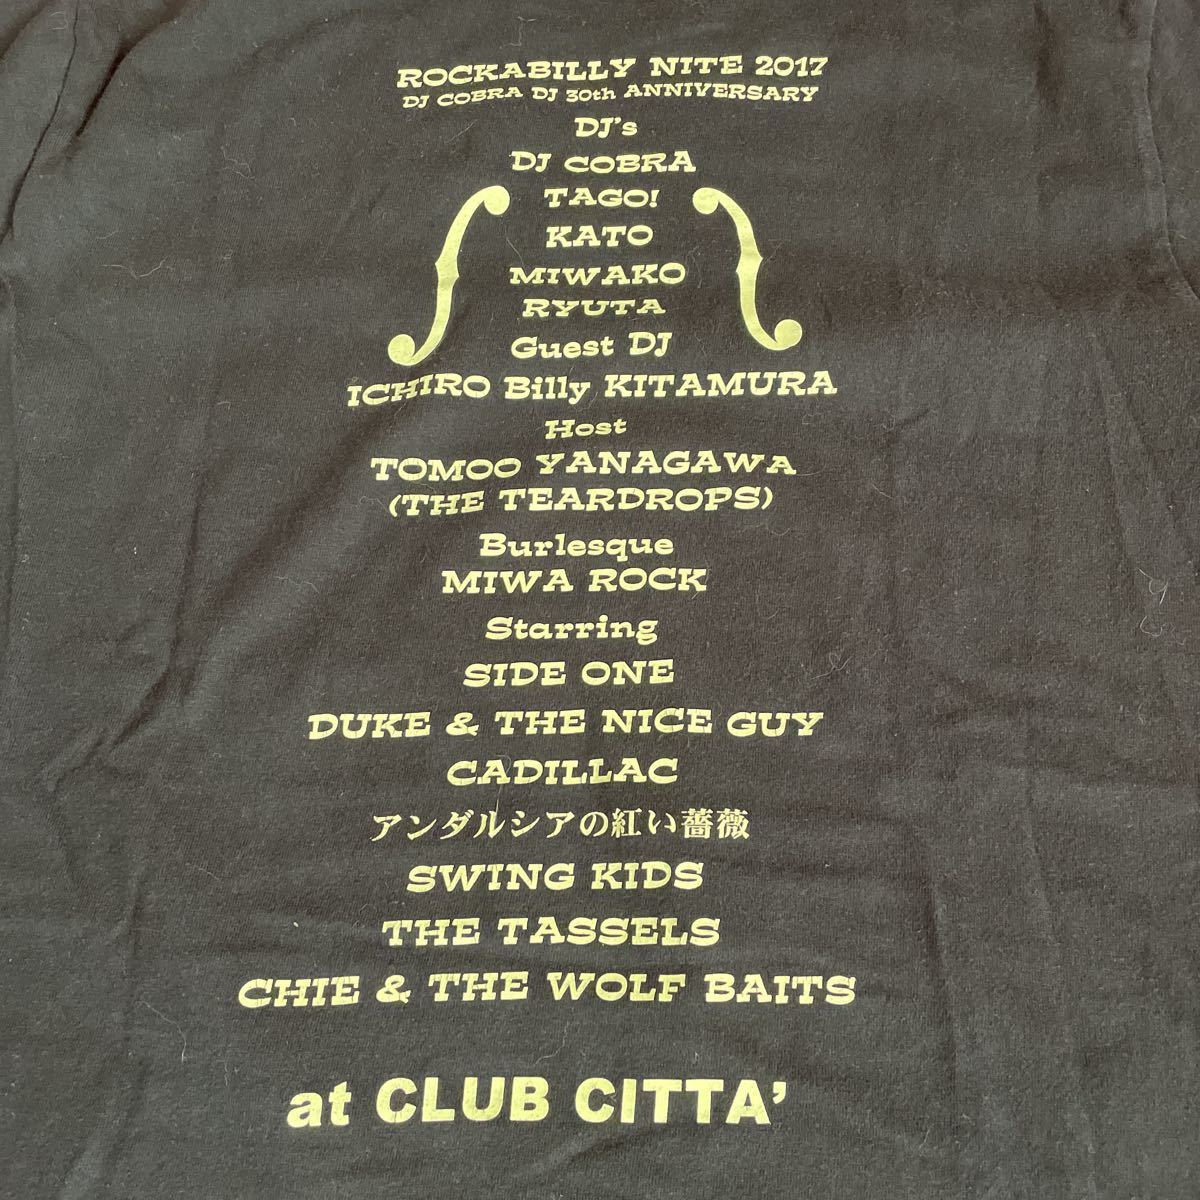 ROCKABILLY NITE 2017
DJ COBRA DJ 30th ANNIVERSARY
DJ's
DJ COBRA
TAGO!
KATO
MIWAKO
RYUTA
Guest DJ
ICHIRO Billy KITAMURA
Host
TOMOO YANAGAWA
(THE TEARDROPS)
Burlesque
MIWA ROCK
Starring
SIDE ONE
DUKE & THE NICE GUY
CADILLAC
アンダルシアの紅い薔薇
SWING KIDS
THE TASSELS
CHIE & THE WOLF BAITS
at CLUB CITTA'